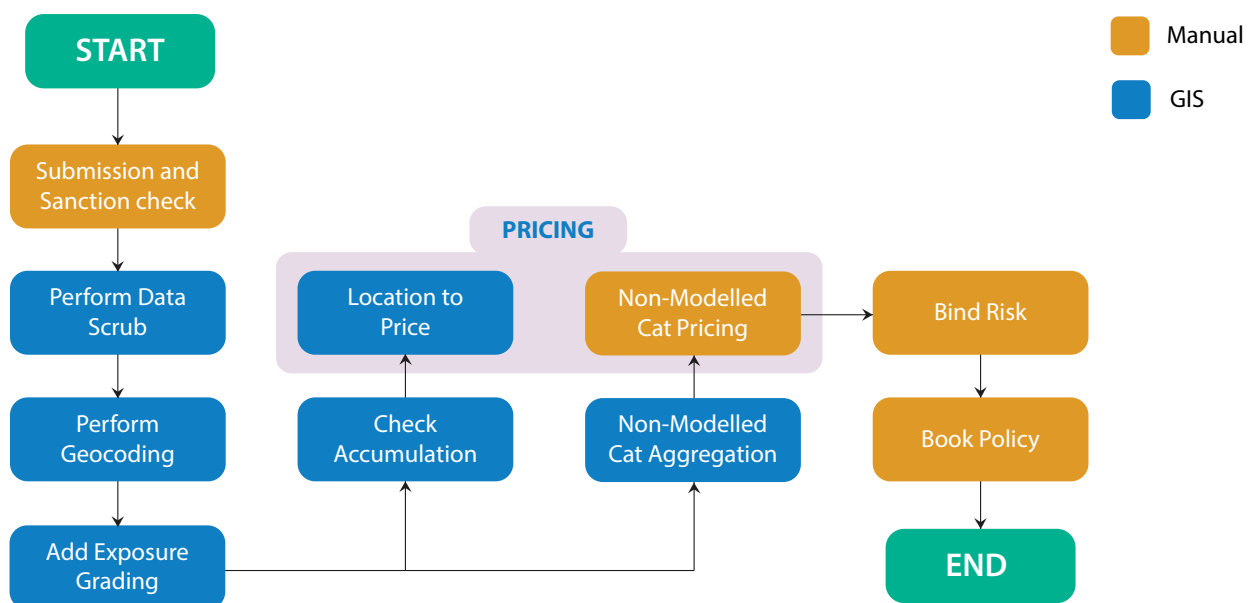 START
Manual
GIS
Submission and
Sanction check
Perform Data
Scrub
Perform
Geocoding
Add Exposure
Grading
PRICING
Location to
Price
Check
Accumulation
Non-Modelled
Cat Pricing
Non-Modelled
Cat Aggregation
Bind Risk
Book Policy
END